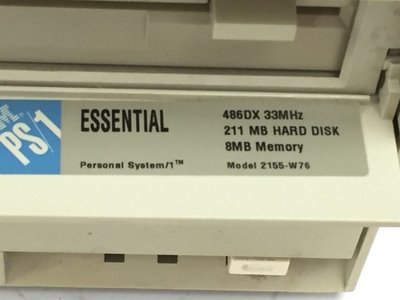 PS/1
ESSENTIAL
486DX 33MHz
211 MB HARD DISK
8MB Memory
Personal System/1™
Model 2155-W76